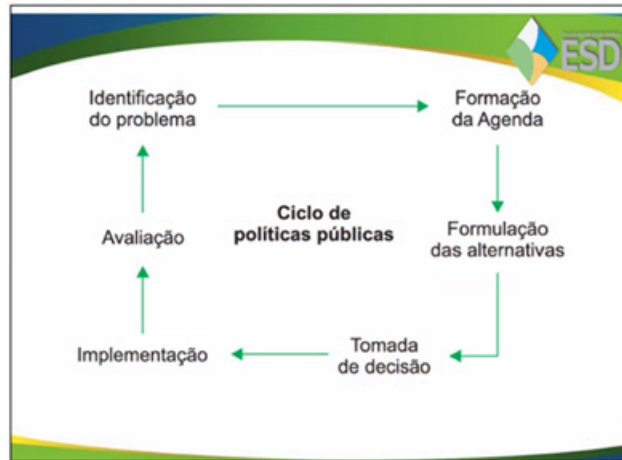 ESD
Identificação
do problema
Formação
da Agenda
Ciclo de
políticas públicas
Avaliação
Formulação
das alternativas
Implementação
Tomada
de decisão